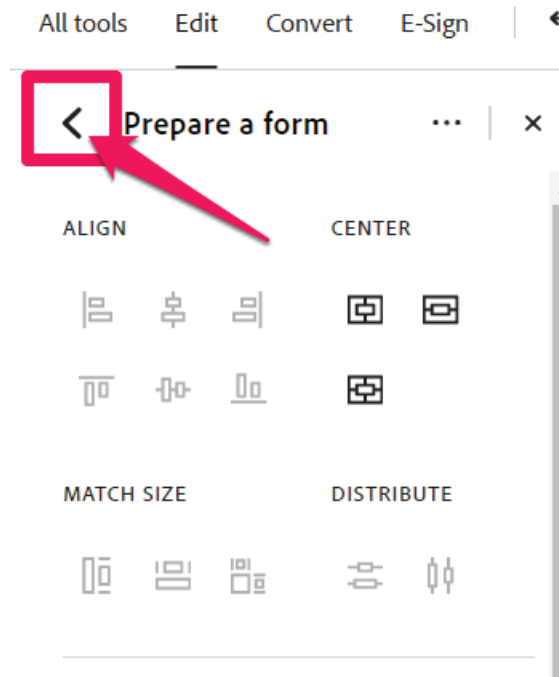 All tools Edit Convert E-Sign
Prepare a form
ALIGN CENTER
MATCH SIZE DISTRIBUTE